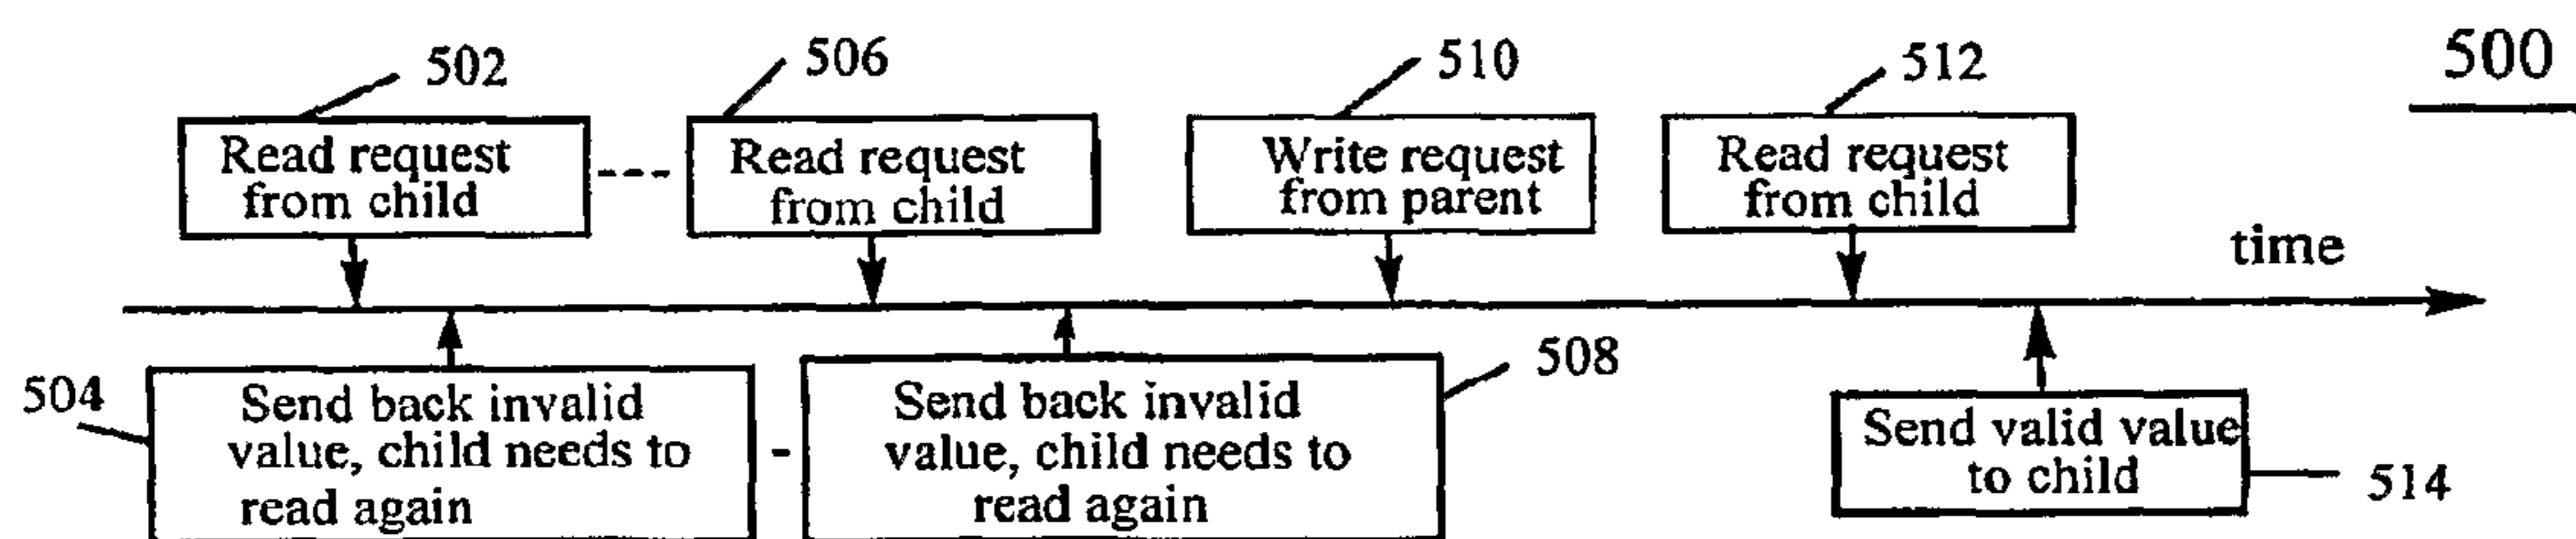 502
506
510
512
500
Read request
from child
Read request
from child
Write request
from parent
Read request
from child
time
504
Send back invalid
value, child needs to
read again
Send back invalid
value, child needs to
read again
508
Send valid value
to child
514